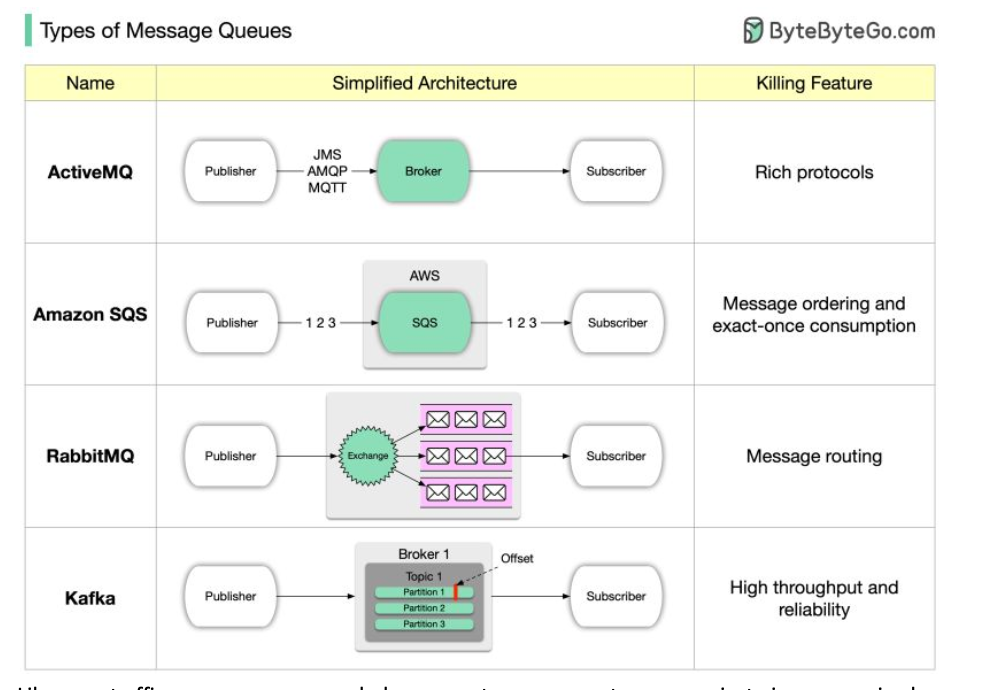 Types of Message Queues
ByteByteGo.com
Name
Simplified Architecture
Killing Feature
ActiveMQ
Publisher
JMS
AMQP
MQTT
Broker
Subscriber
Rich protocols
Amazon SQS
Publisher
1 2 3
AWS
SQS
1 2 3
Subscriber
Message ordering and
exact-once consumption
RabbitMQ
Publisher
Exchange
Subscriber
Message routing
Kafka
Publisher
Broker 1
Topic 1
Partition 1
Partition 2
Partition 3
Offset
Subscriber
High throughput and
reliability